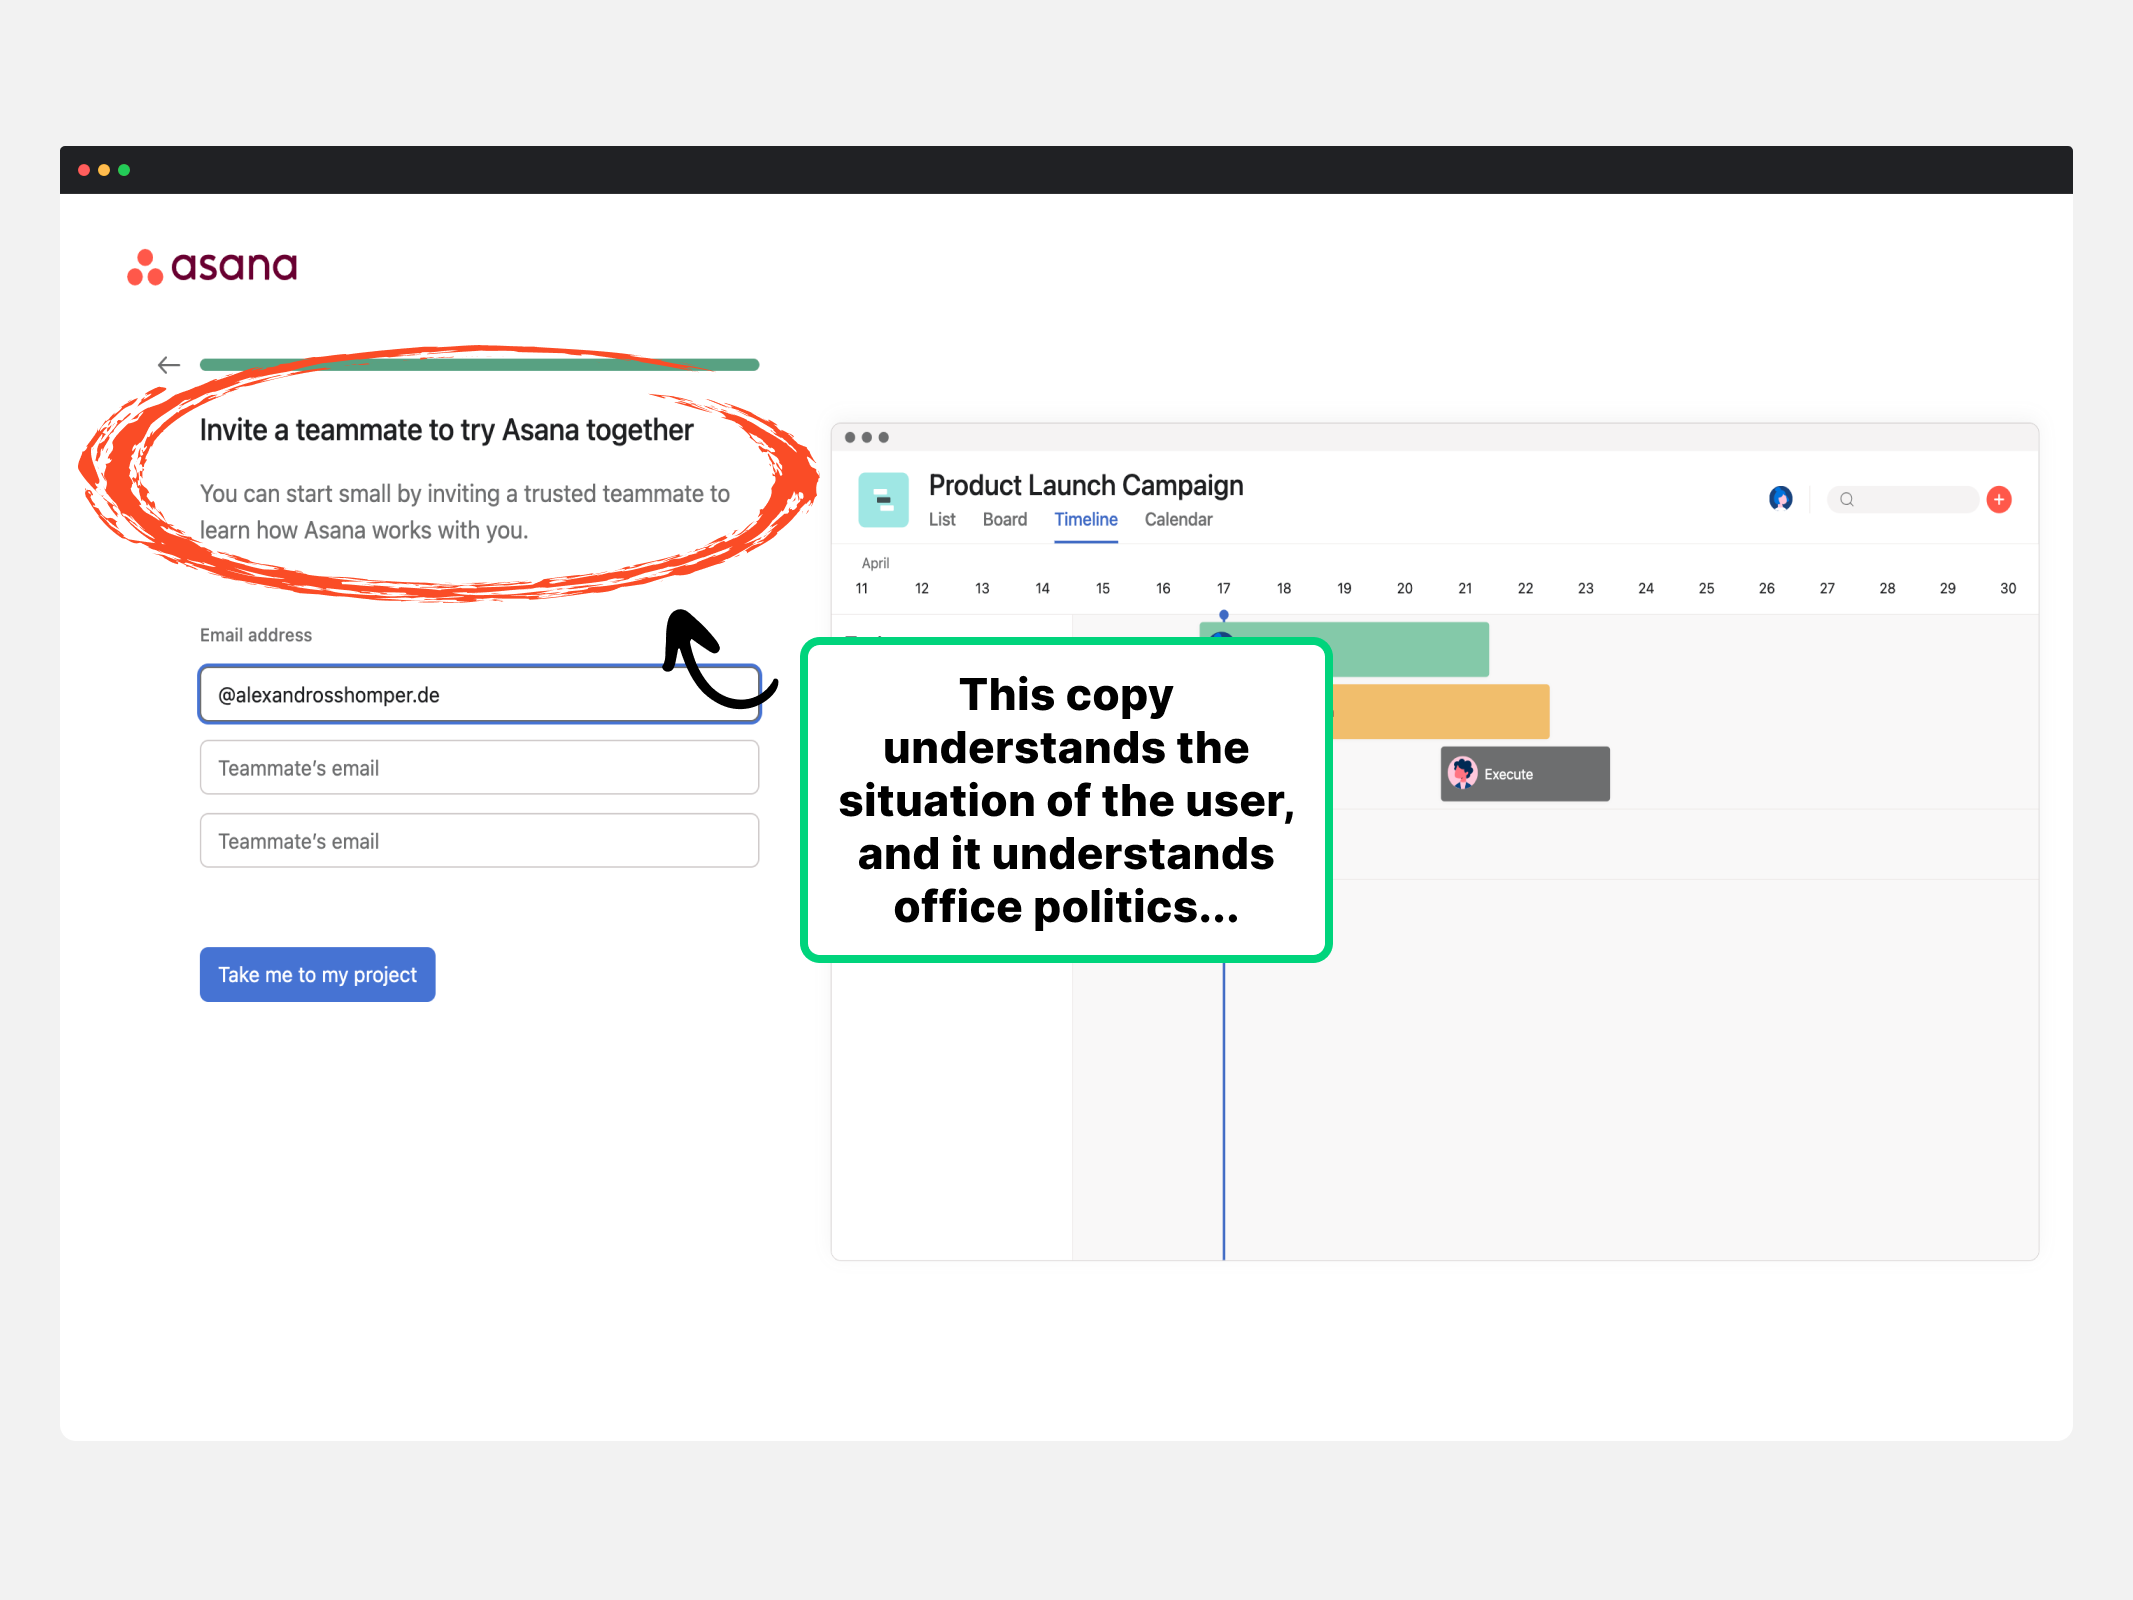 asana
Invite a teammate to try Asana together
You can start small by inviting a trusted teammate to
learn how Asana works with you.
Email address
@alexandrosshomper.de
Teammate's email
Teammate's email
Take me to my project
Product Launch Campaign
List Board Timeline Calendar
April
11 12 13 14 15 16 17 18 19 20 21 22 23 24 25 26 27 28 29 30
Execute
This copy
understands the
situation of the user,
and it understands
office politics...